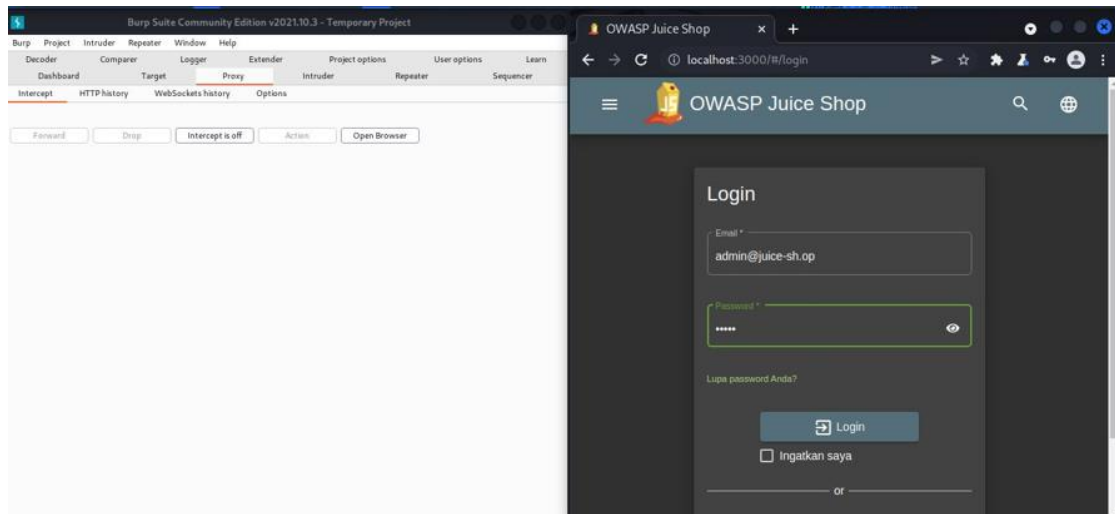 Burp Suite Community Edition v2021.10.3 - Temporary Project
Burp Project Intruder Repeater Window Help
Decoder Comparer Logger Extender Project options User options Learn
Dashboard Target Proxy Intruder Repeater Sequencer
Intercept HTTP history WebSockets history Options
Forward Drop Intercept is off Action Open Browser
OWASP Juice Shop
localhost:3000/#/login
OWASP Juice Shop
Login
Email *
admin@juice-sh.op
Password *
•••••
Lupa password Anda?
Login
Ingatkan saya
or